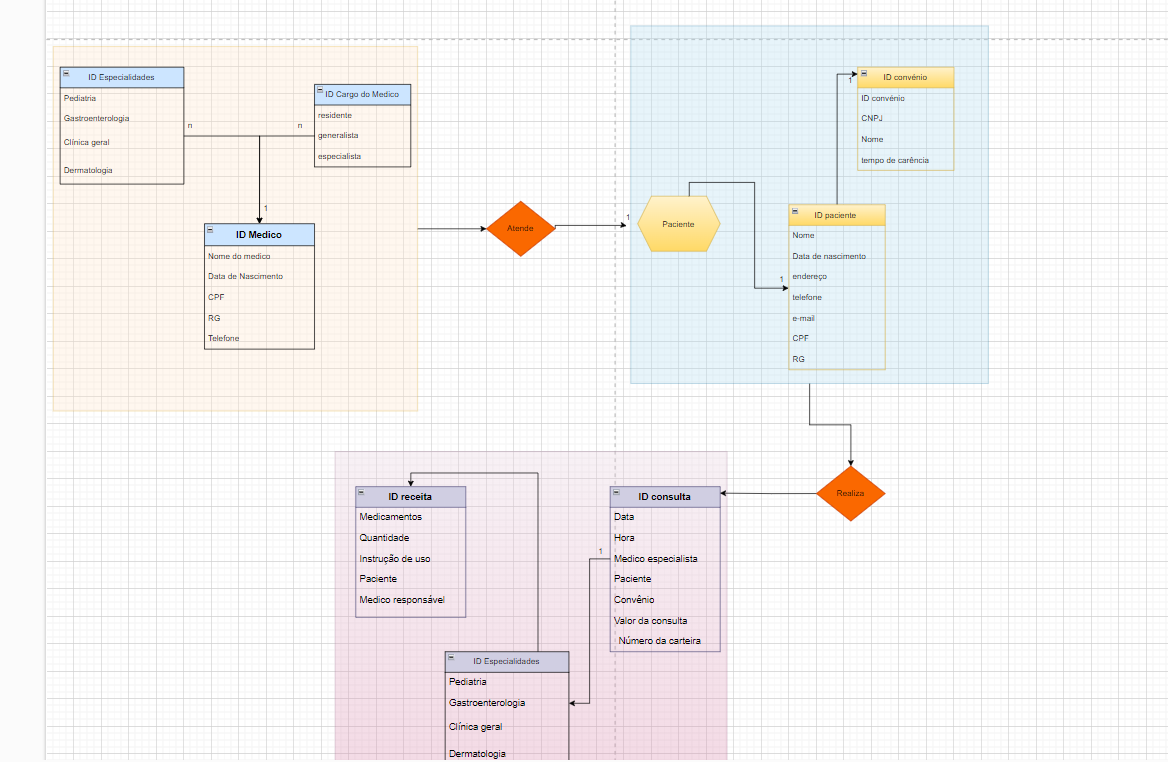 ID Especialidades
Pediatria
Gastroenterologia
Clínica geral
Dermatologia
n
n
ID Cargo do Medico
residente
generalista
especialista
1
ID Medico
Nome do medico
Data de Nascimento
CPF
RG
Telefone
Atende
1
Paciente
1
ID convénio
ID convénio
CNPJ
Nome
tempo de carência
1
ID paciente
Nome
Data de nascimento
endereço
telefone
e-mail
CPF
RG
Realiza
ID receita
Medicamentos
Quantidade
Instrução de uso
Paciente
Medico responsável
ID consulta
Data
Hora
1
Medico especialista
Paciente
Convênio
Valor da consulta
Número da carteira
ID Especialidades
Pediatria
Gastroenterologia
Clínica geral
Dermatologia